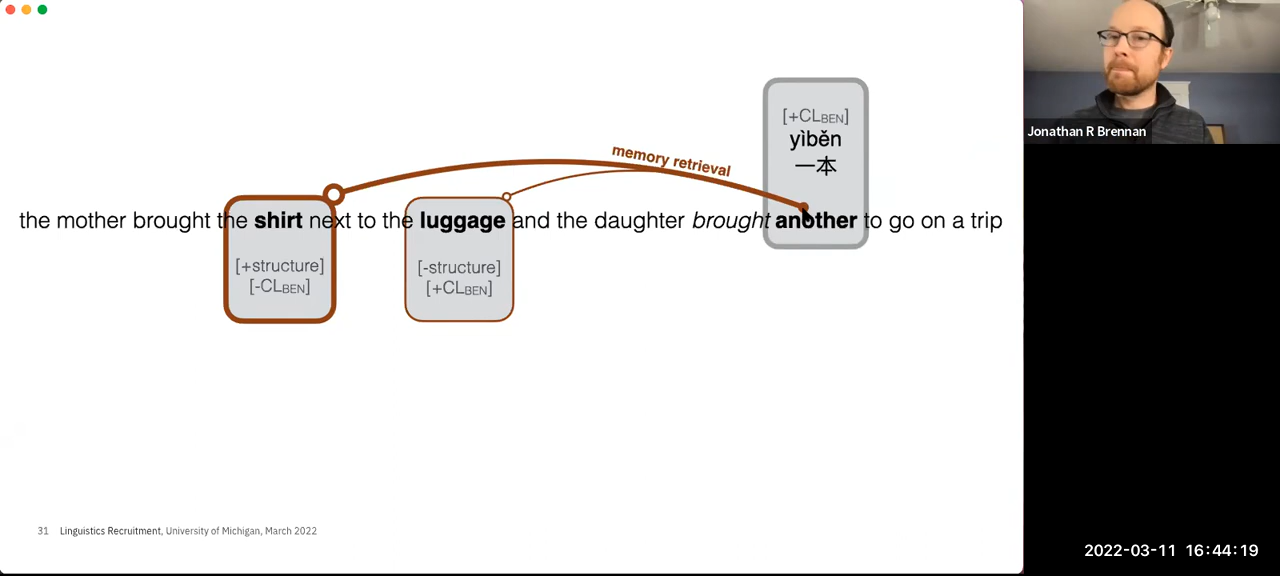 [+CLBEN]
yìběn
一本
memory retrieval
the mother brought the shirt next to the luggage and the daughter brought another to go on a trip
[+structure]
[-CLBEN]
[-structure]
[+CLBEN]
31 Linguistics Recruitment, University of Michigan, March 2022
Jonathan R Brennan
2022-03-11 16:44:19